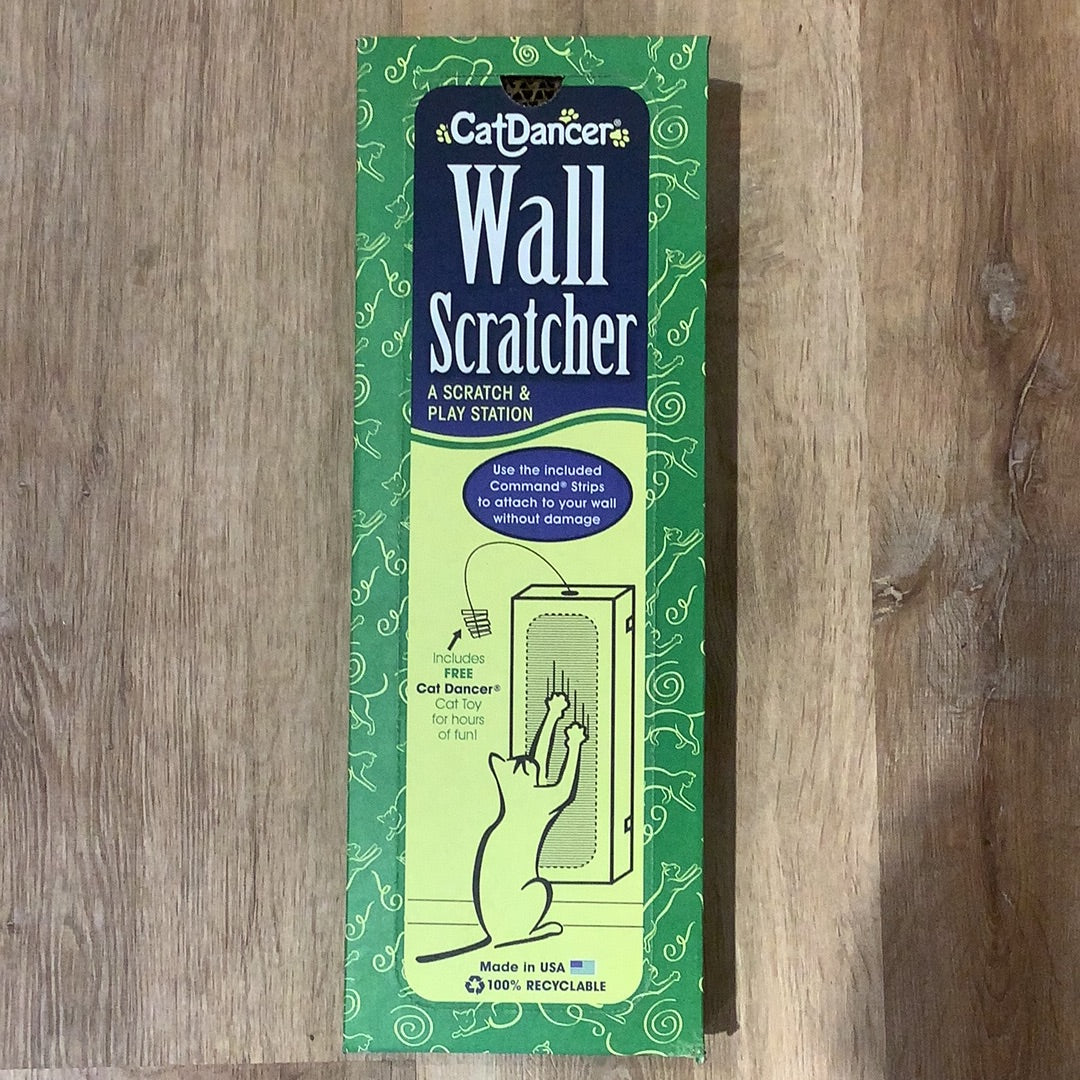 CatDancer®
Wall
Scratcher
A SCRATCH &
PLAY STATION
Use the included
Command® Strips
to attach to your wall
without damage
Includes
FREE
Cat Dancer®
Cat Toy
for hours
of fun!
Made in USA
100% RECYCLABLE